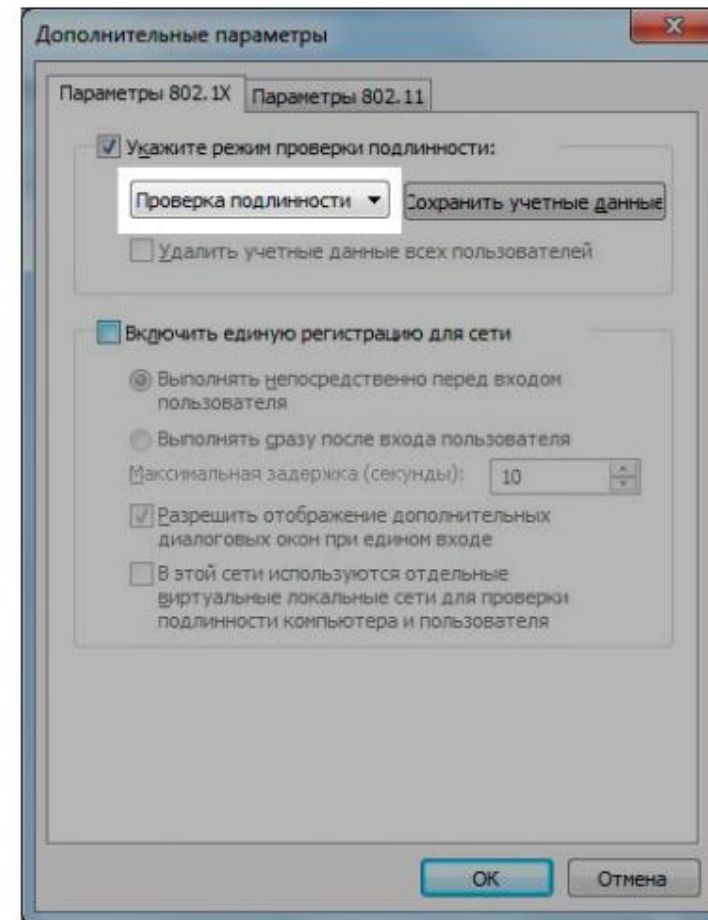 Дополнительные параметры
Параметры 802.1X Параметры 802.11
Укажите режим проверки подлинности:
Проверка подлинности Сохранить учетные данные
Удалить учетные данные всех пользователей
Включить единую регистрацию для сети
Выполнять непосредственно перед входом
пользователя
Выполнять сразу после входа пользователя
Максимальная задержка (секунды): 10
Разрешить отображение дополнительных
диалоговых окон при едином входе
В этой сети используются отдельные
виртуальные локальные сети для проверки
подлинности компьютера и пользователя
ОК Отмена